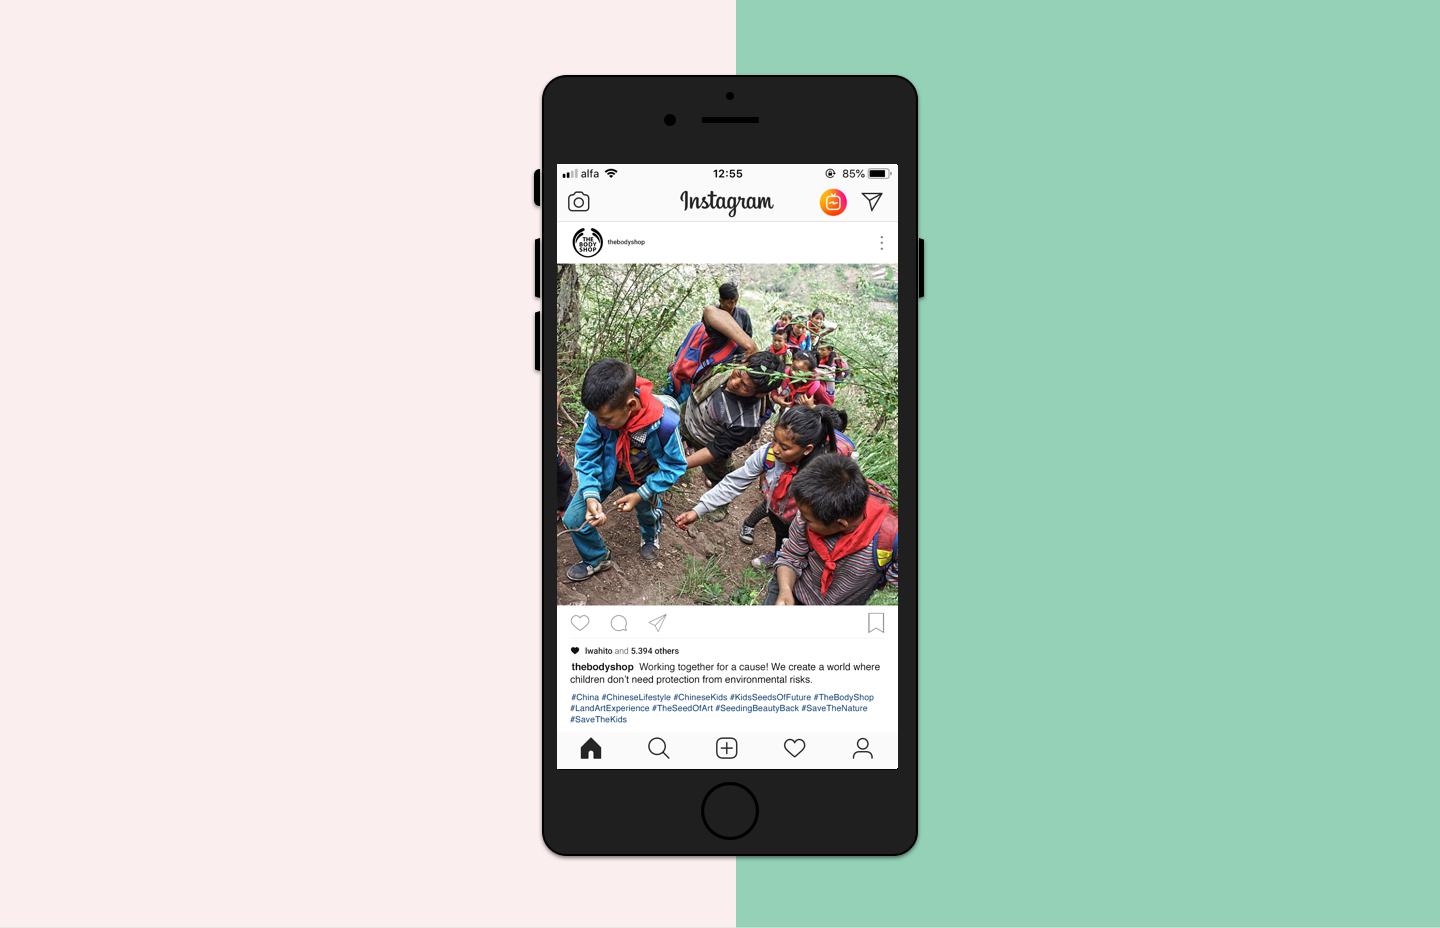 alfa 12:55 85%
Instagram
THE
BODY
SHOP
thebodyshop
lwahito and 5.394 others
thebodyshop Working together for a cause! We create a world where
children don't need protection from environmental risks.
#China #ChineseLifestyle #ChineseKids #KidsSeedsOfFuture #TheBodyShop
#LandArtExperience #TheSeedOfArt #SeedingBeautyBack #SaveTheNature
#SaveTheKids